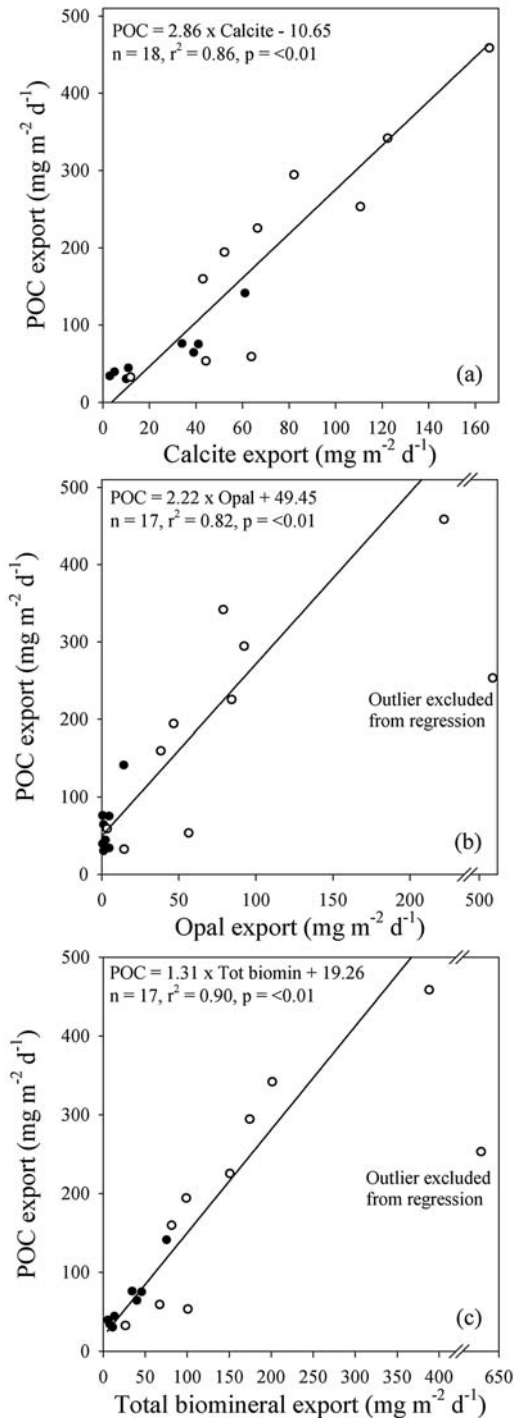 POC = 2.86 x Calcite - 10.65
n = 18, r² = 0.86, p = <0.01
500
400
300
200
100
0
POC export (mg m⁻² d⁻¹)
(a)
0 20 40 60 80 100 120 140 160
Calcite export (mg m⁻² d⁻¹)
POC = 2.22 x Opal + 49.45
n = 17, r² = 0.82, p = <0.01
500
400
300
200
100
0
POC export (mg m⁻² d⁻¹)
Outlier excluded
from regression
(b)
0 50 100 150 200 500
Opal export (mg m⁻² d⁻¹)
POC = 1.31 x Tot biomin + 19.26
n = 17, r² = 0.90, p = <0.01
500
400
300
200
100
0
POC export (mg m⁻² d⁻¹)
Outlier excluded
from regression
(c)
0 50 100 150 200 250 300 350 400 650
Total biomineral export (mg m⁻² d⁻¹)